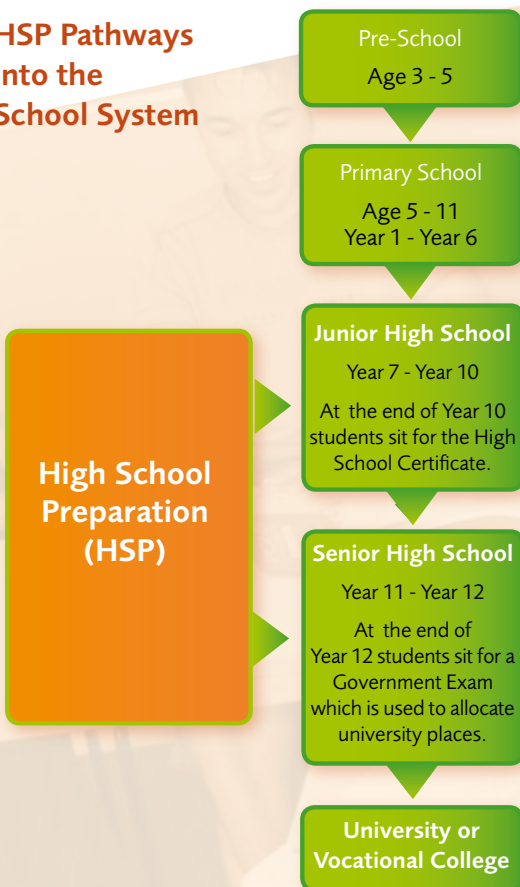 HSP Pathways
into the
School System
Pre-School
Age 3 - 5
Primary School
Age 5 - 11
Year 1 - Year 6
Junior High School
Year 7 - Year 10
At the end of Year 10
students sit for the High
School Certificate.
High School
Preparation
(HSP)
Senior High School
Year 11 - Year 12
At the end of
Year 12 students sit for a
Government Exam
which is used to allocate
university places.
University or
Vocational College